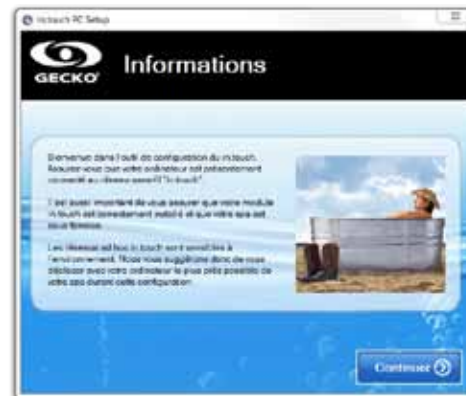 in.touch PC Setup
GECKO
Informations
Bienvenue dans l'outil de configuration du in.touch.
Assurez-vous que votre ordinateur est présentement
connecté au réseau sans-fil "in.touch".
Il est aussi important de vous assurer que votre module
in.touch est correctement installé et que votre spa est
sous tension.
Les réseaux ad hoc in.touch sont sensibles à
l'environnement. Nous vous suggérons donc de vous
déplacer avec votre ordinateur le plus près possible de
votre spa durant cette configuration.
Continuer